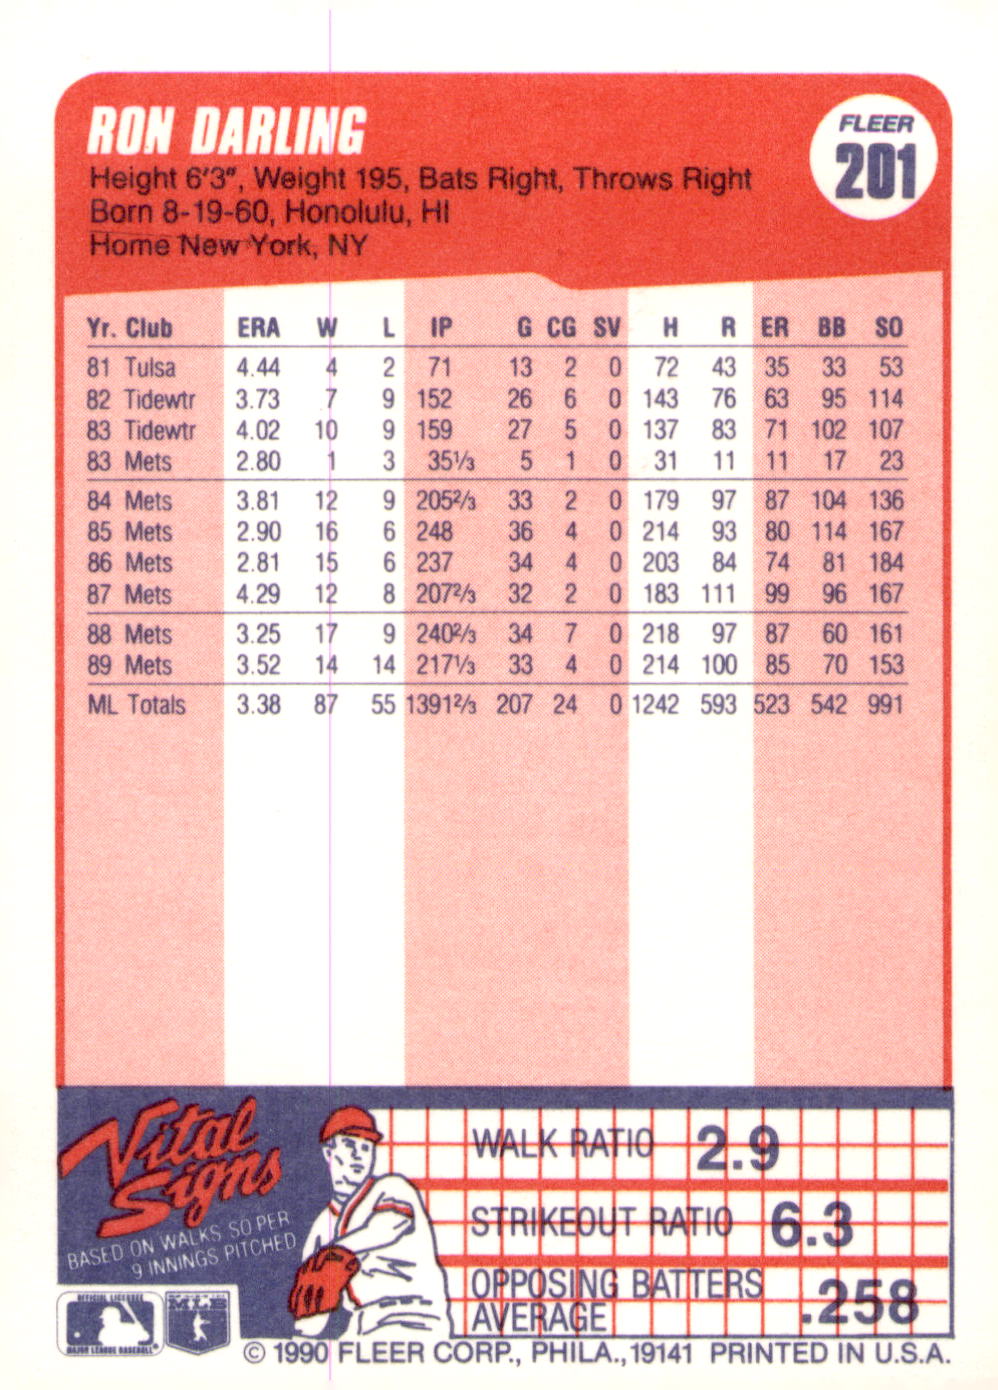 RON DARLING
FLEER
201
Height 6'3", Weight 195, Bats Right, Throws Right
Born 8-19-60, Honolulu, HI
Home New York, NY
Yr. Club ERA W L IP G CG SV H R ER BB SO
81 Tulsa 4.44 4 2 71 13 2 0 72 43 35 33 53
82 Tidewtr 3.73 7 9 152 26 6 0 143 76 63 95 114
83 Tidewtr 4.02 10 9 159 27 5 0 137 83 71 102 107
83 Mets 2.80 1 3 35⅓ 5 1 0 31 11 11 17 23
84 Mets 3.81 12 9 205⅔ 33 2 0 179 97 87 104 136
85 Mets 2.90 16 6 248 36 4 0 214 93 80 114 167
86 Mets 2.81 15 6 237 34 4 0 203 84 74 81 184
87 Mets 4.29 12 8 207⅔ 32 2 0 183 111 99 96 167
88 Mets 3.25 17 9 240⅔ 34 7 0 218 97 87 60 161
89 Mets 3.52 14 14 217⅓ 33 4 0 214 100 85 70 153
ML Totals 3.38 87 55 1391⅔ 207 24 0 1242 593 523 542 991
Vital
Signs
BASED ON WALKS SO PER
9 INNINGS PITCHED
WALK RATIO 2.9
STRIKEOUT RATIO 6.3
OPPOSING BATTERS
AVERAGE .258
OFFICIAL LICENSEE
MAJOR LEAGUE BASEBALL®
MLB
© 1990 FLEER CORP., PHILA., 19141 PRINTED IN U.S.A.